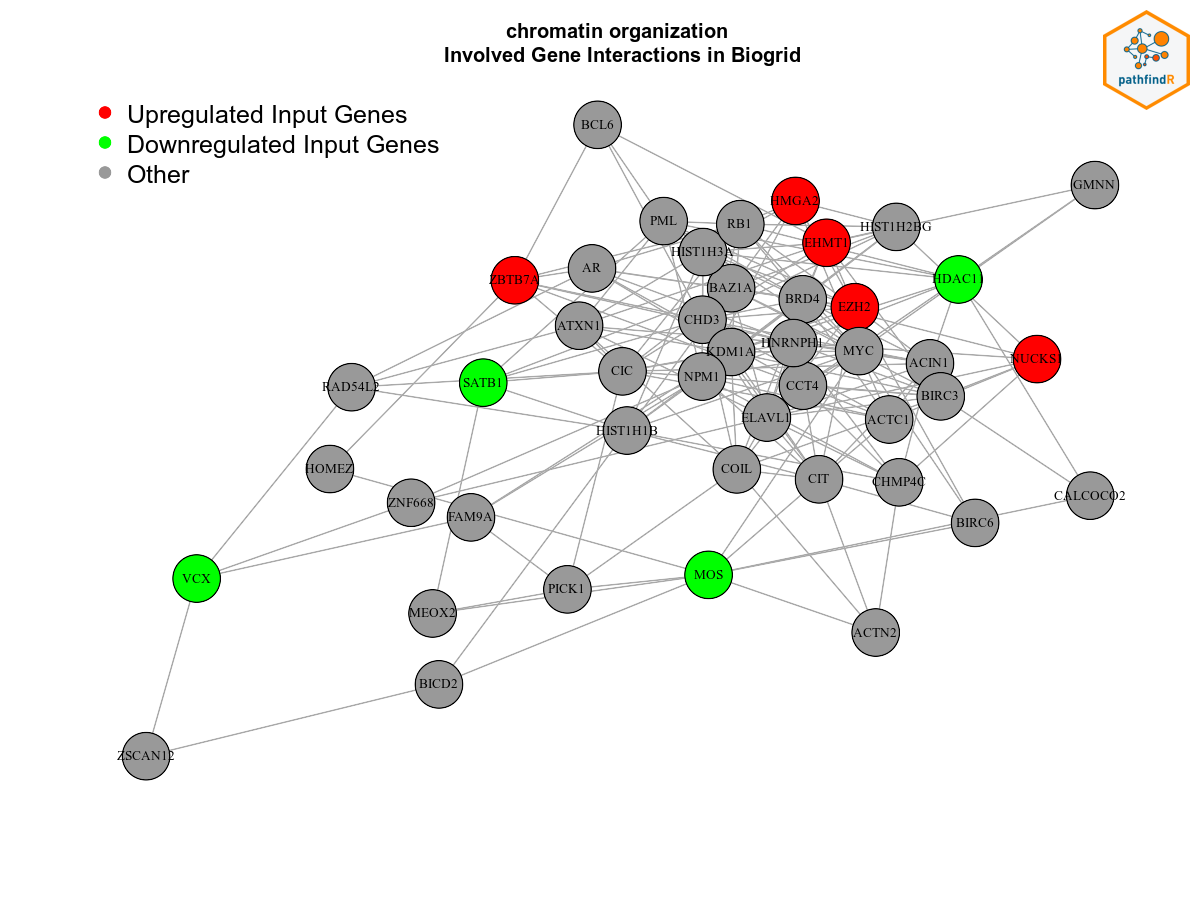 chromatin organization
Involved Gene Interactions in Biogrid
pathfindR
Upregulated Input Genes
Downregulated Input Genes
Other
BCL6
GMNN
HMGA2
PML
RB1
HIST1H2BG
EHMT1
HIST1H3A
AR
ZBTB7A
HDAC1
BAZ1A
BRD4
EZH2
CHD3
ATXN1
HNRNPH1
KDM1A
MYC
NUCKS1
ACIN1
CIC
NPM1
SATB1
RAD54L2
CCT4
BIRC3
ELAVL1
ACTC1
HIST1H1B
HOMEZ
COIL
CIT
CHMP4C
CALCOCO2
ZNF668
FAM9A
BIRC6
VCX
MOS
PICK1
MEOX2
ACTN2
BICD2
ZSCAN12